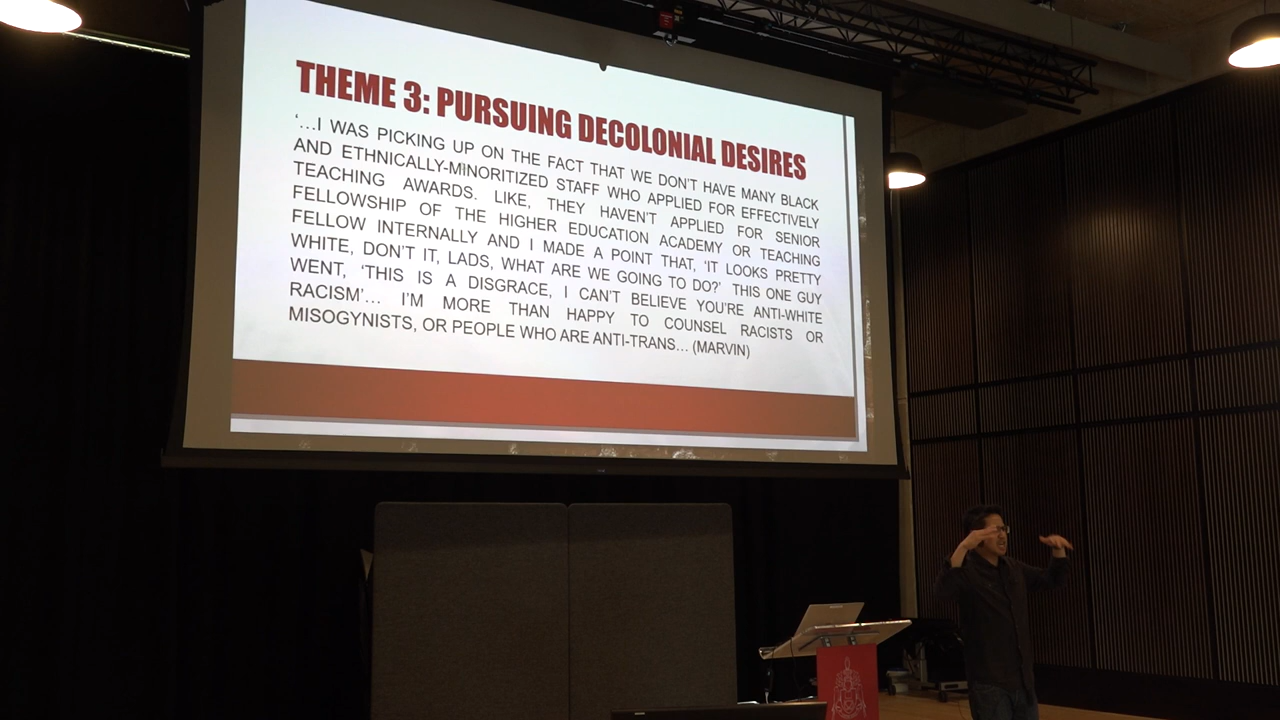 THEME 3: PURSUING DECOLONIAL DESIRES
‘...I WAS PICKING UP ON THE FACT THAT WE DON’T HAVE MANY BLACK
AND ETHNICALLY-MINORITIZED STAFF WHO APPLIED FOR EFFECTIVELY
TEACHING AWARDS. LIKE, THEY HAVEN’T APPLIED FOR SENIOR
FELLOWSHIP OF THE HIGHER EDUCATION ACADEMY OR TEACHING
FELLOW INTERNALLY AND I MADE A POINT THAT, ‘IT LOOKS PRETTY
WHITE, DON’T IT, LADS, WHAT ARE WE GOING TO DO?’ THIS ONE GUY
WENT, ‘THIS IS A DISGRACE, I CAN’T BELIEVE YOU’RE ANTI-WHITE
RACISM’... I’M MORE THAN HAPPY TO COUNSEL RACISTS OR
MISOGYNISTS, OR PEOPLE WHO ARE ANTI-TRANS... (MARVIN)